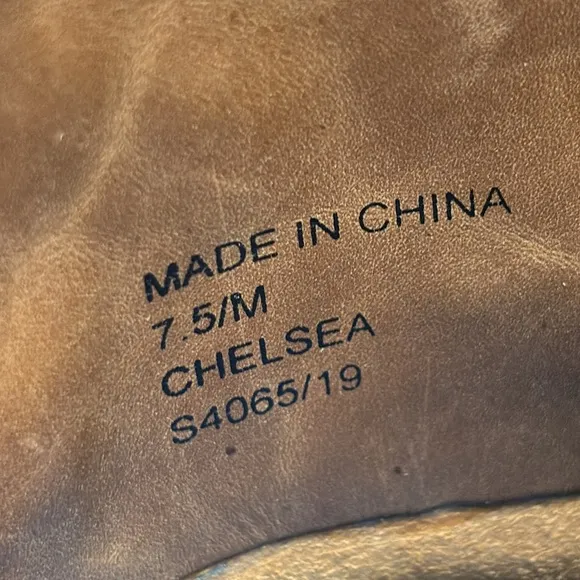 MADE IN CHINA
7.5/M
CHELSEA
S4065/19